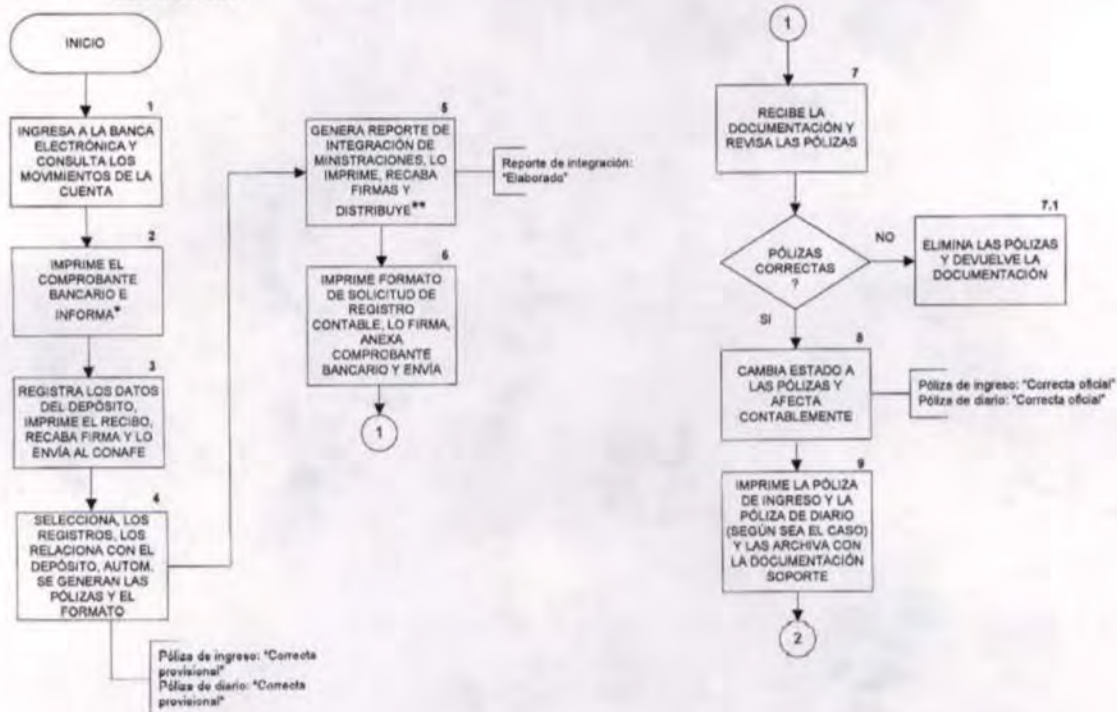 INICIO
1
INGRESA A LA BANCA
ELECTRÓNICA Y
CONSULTA LOS
MOVIMIENTOS DE LA
CUENTA
2
IMPRIME EL
COMPROBANTE
BANCARIO E
INFORMA*
3
REGISTRA LOS DATOS
DEL DEPÓSITO,
IMPRIME EL RECIBO,
RECABA FIRMA Y LO
ENVÍA AL CONAFE
4
SELECCIONA, LOS
REGISTROS, LOS
RELACIONA CON EL
DEPÓSITO, AUTOM.
SE GENERAN LAS
PÓLIZAS Y EL
FORMATO
Póliza de ingreso: "Correcta
provisional"
Póliza de diario: "Correcta
provisional"
5
GENERA REPORTE DE
INTEGRACIÓN DE
MINISTRACIONES, LO
IMPRIME, RECABA
FIRMAS Y
DISTRIBUYE**
Reporte de integración:
"Elaborado"
6
IMPRIME FORMATO
DE SOLICITUD DE
REGISTRO
CONTABLE, LO FIRMA,
ANEXA
COMPROBANTE
BANCARIO Y ENVÍA
1
1
7
RECIBE LA
DOCUMENTACIÓN Y
REVISA LAS PÓLIZAS
PÓLIZAS
CORRECTAS
?
NO
7.1
ELIMINA LAS PÓLIZAS
Y DEVUELVE LA
DOCUMENTACIÓN
SI
8
CAMBIA ESTADO A
LAS PÓLIZAS Y
AFECTA
CONTABLEMENTE
Póliza de ingreso: "Correcta oficial"
Póliza de diario: "Correcta oficial"
9
IMPRIME LA PÓLIZA
DE INGRESO Y LA
PÓLIZA DE DIARIO
(SEGÚN SEA EL CASO)
Y LAS ARCHIVA CON
LA DOCUMENTACIÓN
SOPORTE
2